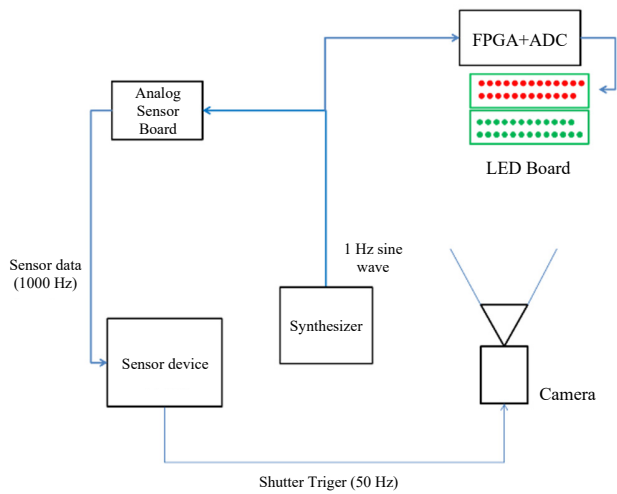 FPGA+ADC
Analog
Sensor
Board
LED Board
1 Hz sine
wave
Sensor data
(1000 Hz)
Synthesizer
Sensor device
Camera
Shutter Triger (50 Hz)